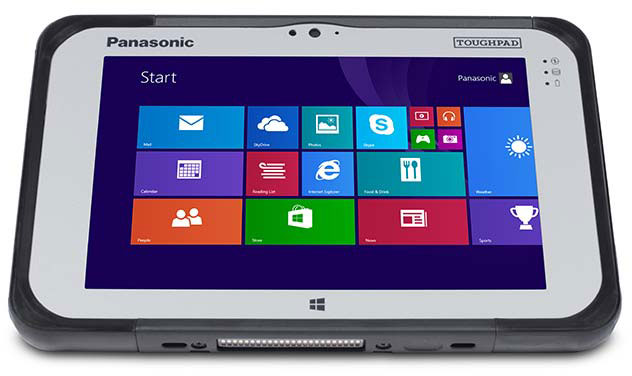 Panasonic
TOUGHPAD
Start
Panasonic
Mail
SkyDrive
Photos
Skype
Calendar
Reading List
Internet Explorer
Food & Drink
Weather
People
Store
News
Sports